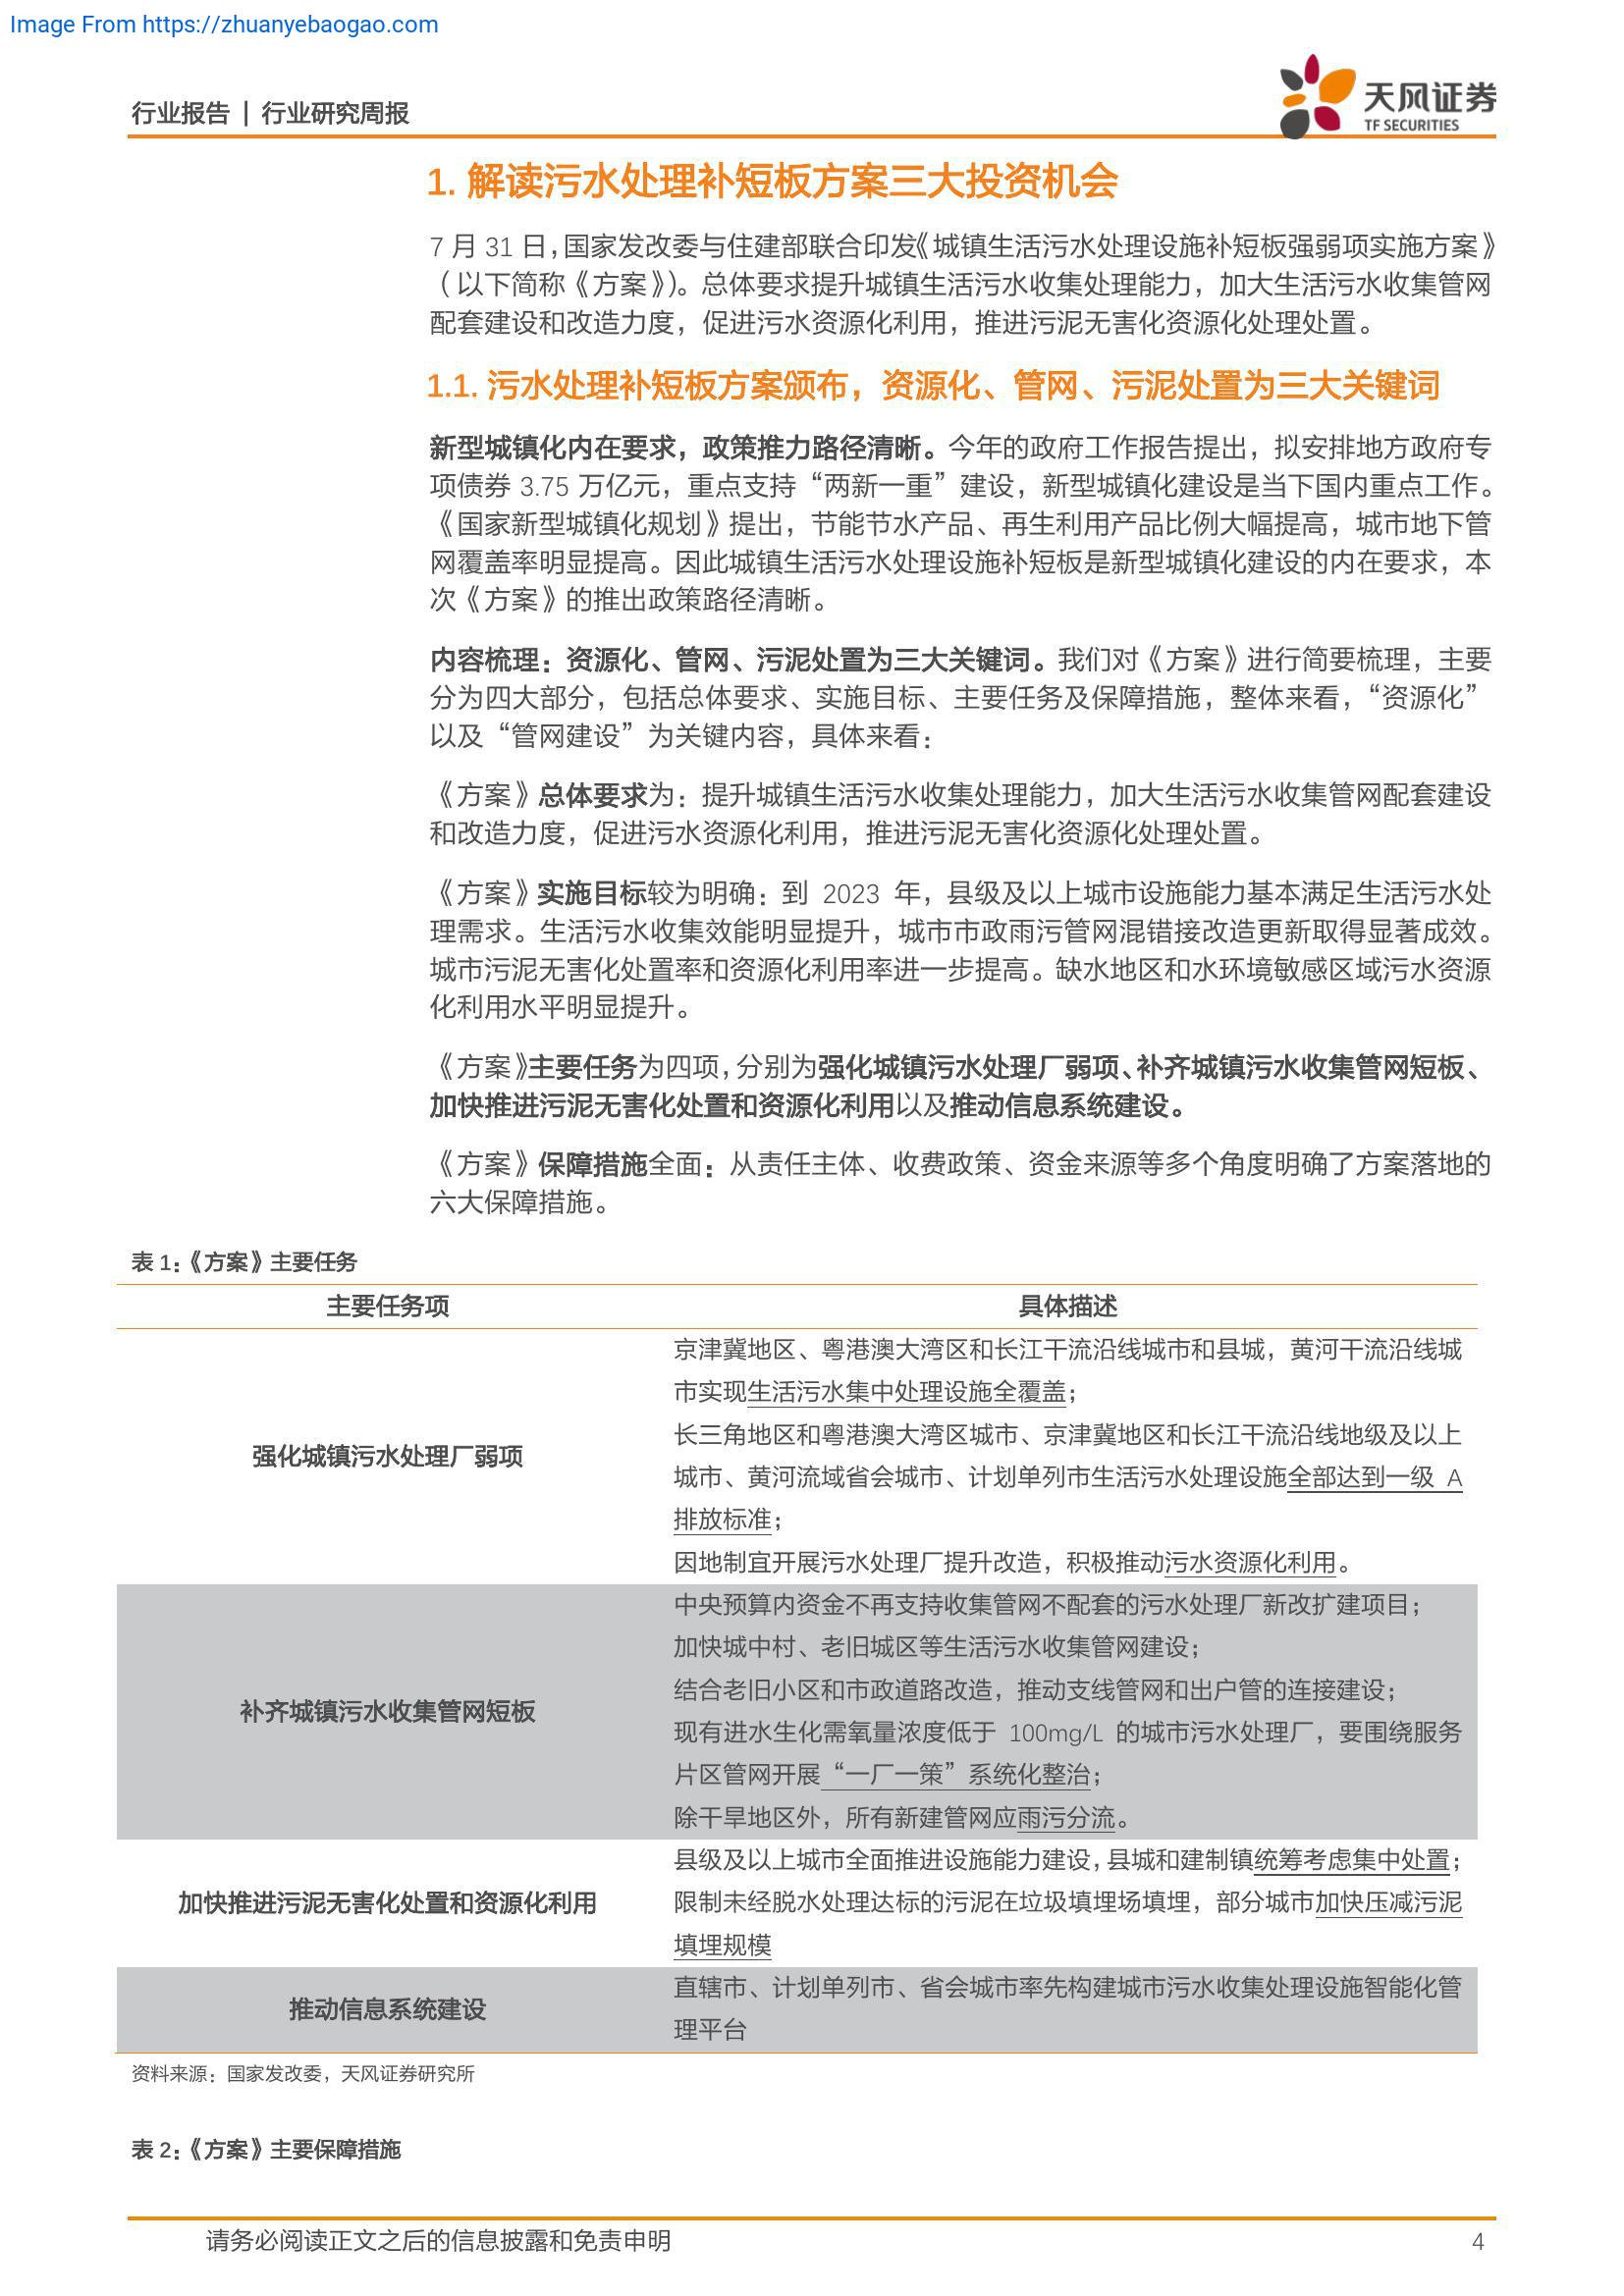 Image From https://zhuanyebaogao.com
行业报告 | 行业研究周报
天风证券
TF SECURITIES
1. 解读污水处理补短板方案三大投资机会
7 月 31 日，国家发改委与住建部联合印发《城镇生活污水处理设施补短板强弱项实施方案》
（以下简称《方案》）。总体要求提升城镇生活污水收集处理能力，加大生活污水收集管网
配套建设和改造力度，促进污水资源化利用，推进污泥无害化资源化处理处置。
1.1. 污水处理补短板方案颁布，资源化、管网、污泥处置为三大关键词
新型城镇化内在要求，政策推力路径清晰。今年的政府工作报告提出，拟安排地方政府专
项债券 3.75 万亿元，重点支持“两新一重”建设，新型城镇化建设是当下国内重点工作。
《国家新型城镇化规划》提出，节能节水产品、再生利用产品比例大幅提高，城市地下管
网覆盖率明显提高。因此城镇生活污水处理设施补短板是新型城镇化建设的内在要求，本
次《方案》的推出政策路径清晰。
内容梳理：资源化、管网、污泥处置为三大关键词。我们对《方案》进行简要梳理，主要
分为四大部分，包括总体要求、实施目标、主要任务及保障措施，整体来看，“资源化”
以及“管网建设”为关键内容，具体来看：
《方案》总体要求为：提升城镇生活污水收集处理能力，加大生活污水收集管网配套建设
和改造力度，促进污水资源化利用，推进污泥无害化资源化处理处置。
《方案》实施目标较为明确：到 2023 年，县级及以上城市设施能力基本满足生活污水处
理需求。生活污水收集效能明显提升，城市市政雨污管网混错接改造更新取得显著成效。
城市污泥无害化处置率和资源化利用率进一步提高。缺水地区和水环境敏感区域污水资源
化利用水平明显提升。
《方案》主要任务为四项，分别为强化城镇污水处理厂弱项、补齐城镇污水收集管网短板、
加快推进污泥无害化处置和资源化利用以及推动信息系统建设。
《方案》保障措施全面：从责任主体、收费政策、资金来源等多个角度明确了方案落地的
六大保障措施。
表 1：《方案》主要任务
主要任务项 具体描述
强化城镇污水处理厂弱项
京津冀地区、粤港澳大湾区和长江干流沿线城市和县城，黄河干流沿线城
市实现生活污水集中处理设施全覆盖；
长三角地区和粤港澳大湾区城市、京津冀地区和长江干流沿线地级及以上
城市、黄河流域省会城市、计划单列市生活污水处理设施全部达到一级 A
排放标准；
因地制宜开展污水处理厂提升改造，积极推动污水资源化利用。
补齐城镇污水收集管网短板
中央预算内资金不再支持收集管网不配套的污水处理厂新改扩建项目；
加快城中村、老旧城区等生活污水收集管网建设；
结合老旧小区和市政道路改造，推动支线管网和出户管的连接建设；
现有进水生化需氧量浓度低于 100mg/L 的城市污水处理厂，要围绕服务
片区管网开展“一厂一策”系统化整治；
除干旱地区外，所有新建管网应雨污分流。
加快推进污泥无害化处置和资源化利用
县级及以上城市全面推进设施能力建设，县城和建制镇统筹考虑集中处置；
限制未经脱水处理达标的污泥在垃圾填埋场填埋，部分城市加快压减污泥
填埋规模
推动信息系统建设
直辖市、计划单列市、省会城市率先构建城市污水收集处理设施智能化管
理平台
资料来源：国家发改委，天风证券研究所
表 2：《方案》主要保障措施
请务必阅读正文之后的信息披露和免责申明 4